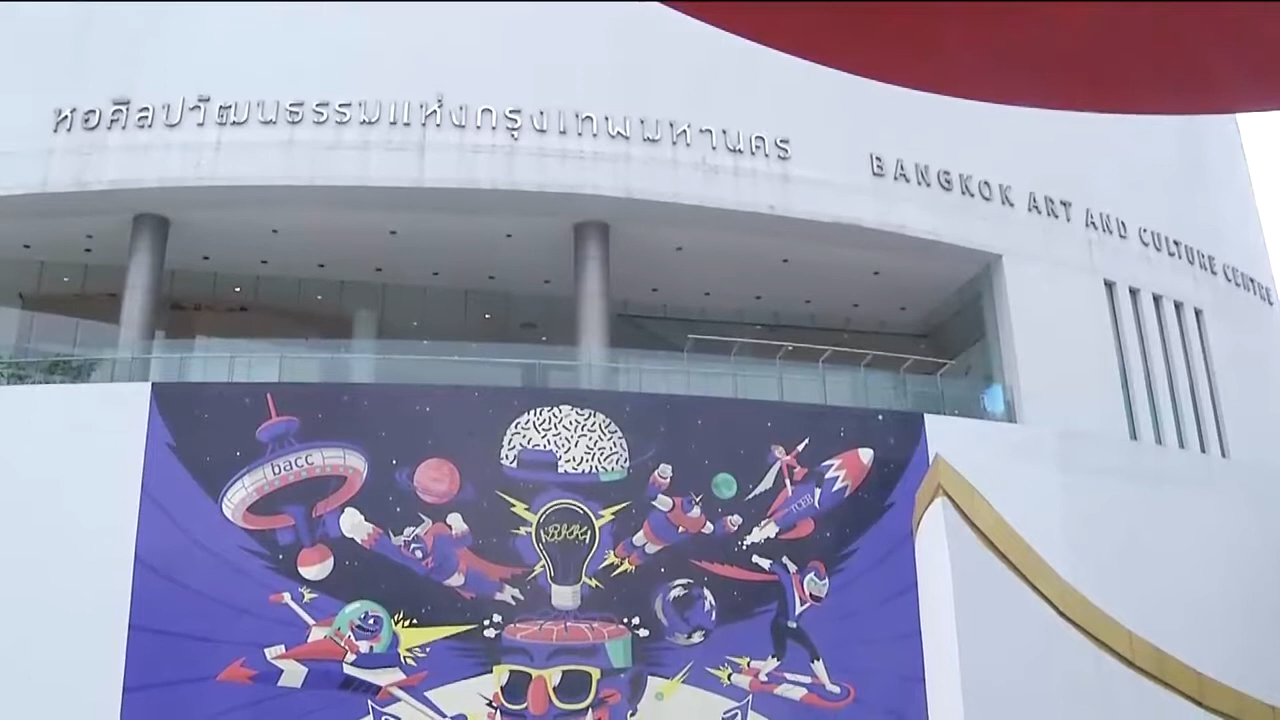 หอศิลปวัฒนธรรมแห่งกรุงเทพมหานคร
BANGKOK ART AND CULTURE CENTRE
bacc
BKK
TCEB